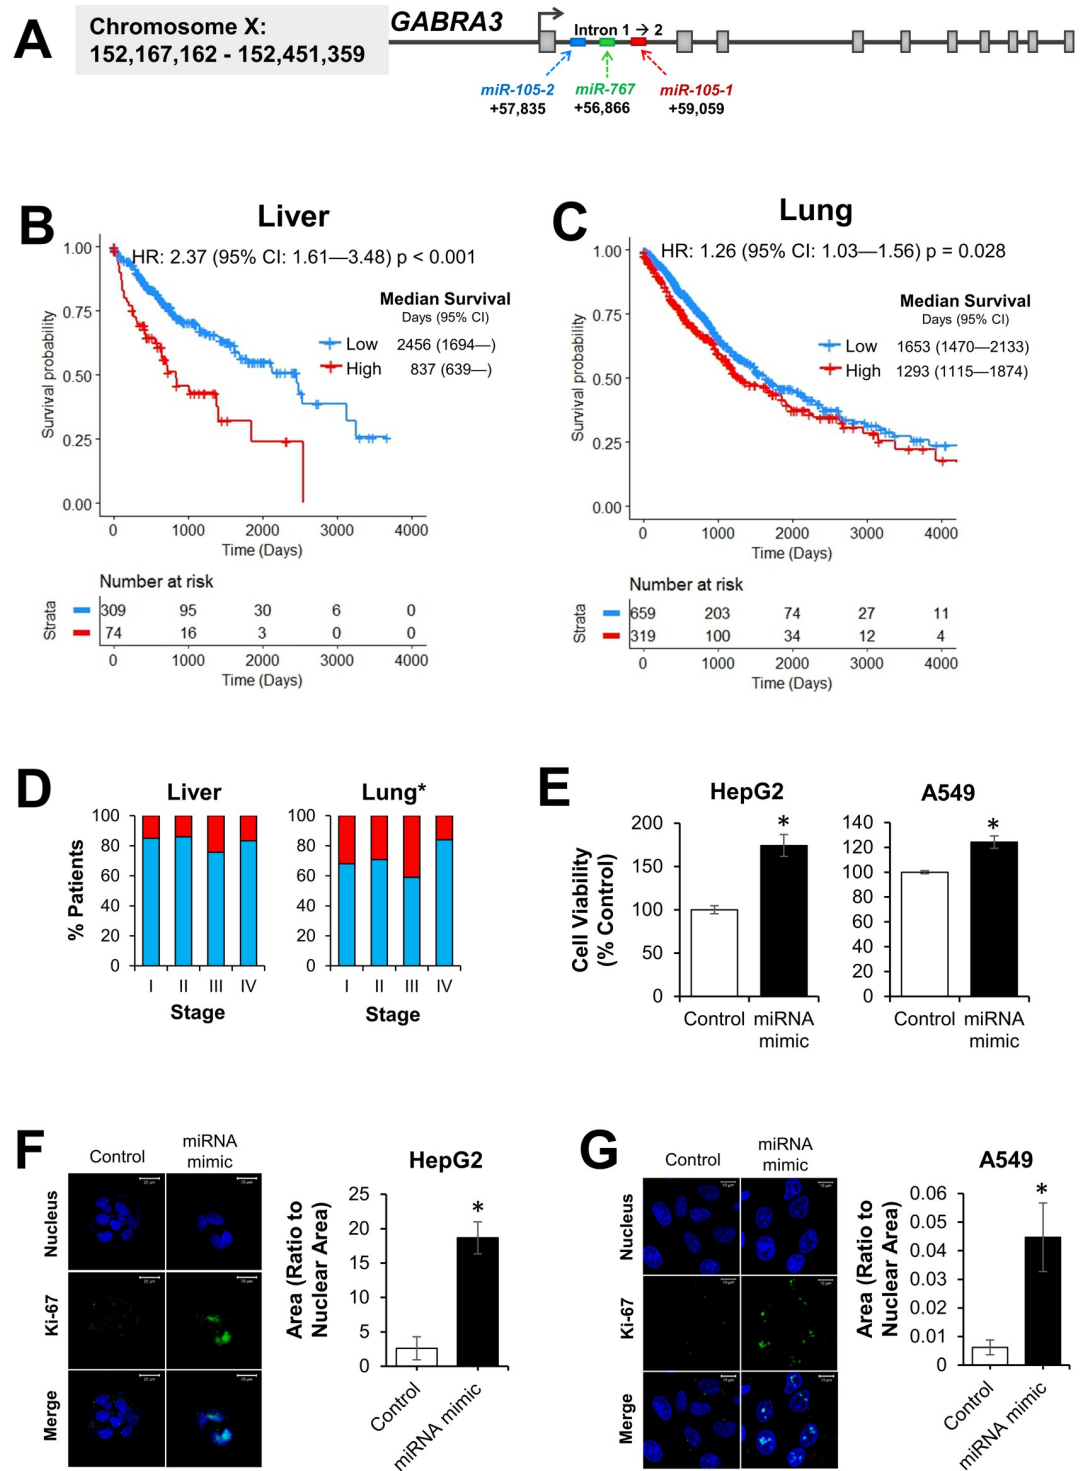 A
Chromosome X:
152,167,162 - 152,451,359
GABRA3
Intron 1 → 2
miR-105-2
+57,835
miR-767
+56,866
miR-105-1
+59,059
B
Liver
HR: 2.37 (95% CI: 1.61—3.48) p < 0.001
Median Survival
Days (95% CI)
Low 2456 (1694—)
High 837 (639—)
Survival probability
1.00
0.75
0.50
0.25
0.00
0 1000 2000 3000 4000
Time (Days)
Number at risk
Strata
309 95 30 6 0
74 16 3 0 0
0 1000 2000 3000 4000
Time (Days)
C
Lung
HR: 1.26 (95% CI: 1.03—1.56) p = 0.028
Median Survival
Days (95% CI)
Low 1653 (1470—2133)
High 1293 (1115—1874)
Survival probability
1.00
0.75
0.50
0.25
0.00
0 1000 2000 3000 4000
Time (Days)
Number at risk
Strata
659 203 74 27 11
319 100 34 12 4
0 1000 2000 3000 4000
Time (Days)
D
Liver
% Patients
100
80
60
40
20
0
I II III IV
Stage
Lung*
100
80
60
40
20
0
I II III IV
Stage
E
HepG2
Cell Viability
(% Control)
200
150
100
50
0
*
Control miRNA
mimic
A549
140
120
100
80
60
40
20
0
*
Control miRNA
mimic
F
Control
miRNA
mimic
Nucleus
Ki-67
Merge
HepG2
Area (Ratio to
Nuclear Area)
25
20
15
10
5
0
*
Control
miRNA mimic
G
Control
miRNA
mimic
Nucleus
Ki-67
Merge
A549
Area (Ratio to
Nuclear Area)
0.06
0.05
0.04
0.03
0.02
0.01
0
*
Control
miRNA mimic